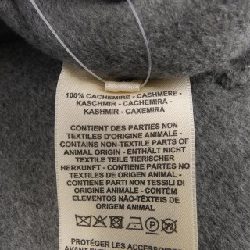 100% CACHEMIRE - CASHMERE -
KASCHMIR - CACHEMIRA -
KASHMIR - CAXEMIRA
CONTIENT DES PARTIES NON
TEXTILES D'ORIGINE ANIMALE -
CONTAINS NON-TEXTILE PARTS OF
ANIMAL ORIGIN - ENTHÄLT NICHT
TEXTILE TEILE TIERISCHER
HERKUNFT - CONTIENE PARTES
NO TEXTILES DE ORIGEN ANIMAL -
CONTIENE PARTI NON TESSILI DI
ORIGINE ANIMALE - CONTÉM
ELEMENTOS NÃO-TÊXTEIS DE
ORIGEM ANIMAL
PROTÉGER LES ACCESSOIRES